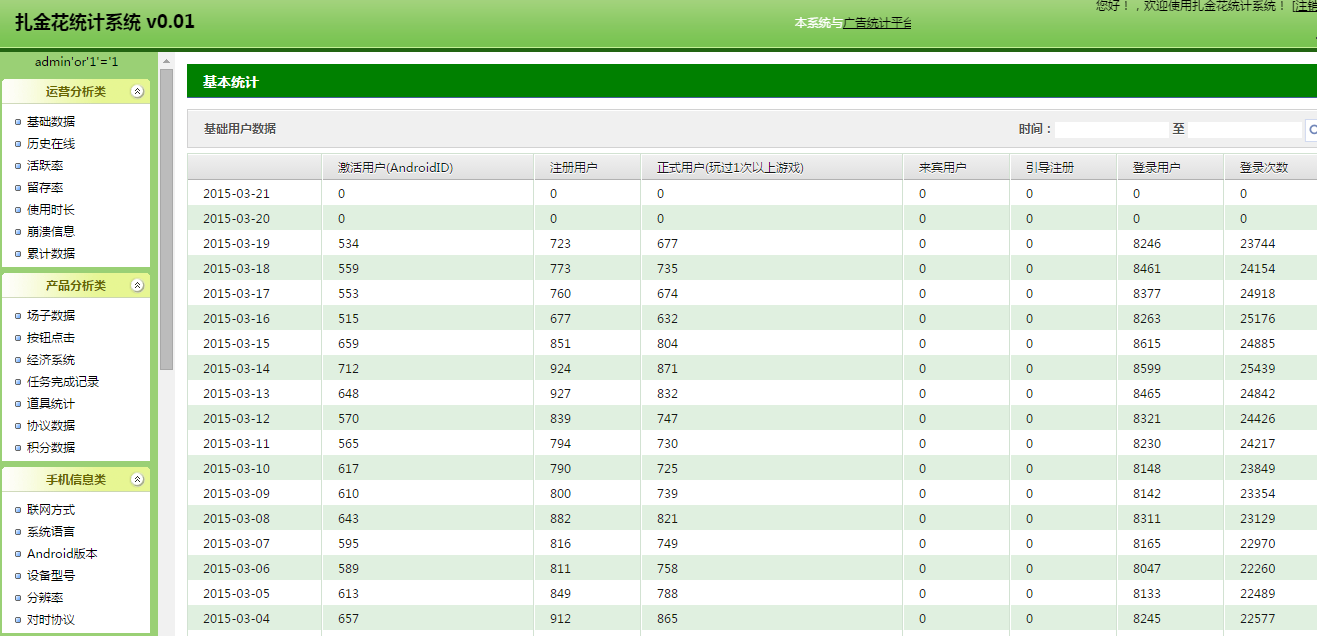 扎金花统计系统 v0.01
本系统与广告统计平台
您好！，欢迎使用扎金花统计系统！ [注销
admin'or'1'='1
运营分析类
基础数据
历史在线
活跃率
留存率
使用时长
崩溃信息
累计数据
产品分析类
场子数据
按钮点击
经济系统
任务完成记录
道具统计
协议数据
积分数据
手机信息类
联网方式
系统语言
Android版本
设备型号
分辨率
对时协议
基本统计
基础用户数据 时间： 至
激活用户(AndroidID) 注册用户 正式用户(玩过1次以上游戏) 来宾用户 引导注册 登录用户 登录次数
2015-03-21 0 0 0 0 0 0 0
2015-03-20 0 0 0 0 0 0 0
2015-03-19 534 723 677 0 0 8246 23744
2015-03-18 559 773 735 0 0 8461 24154
2015-03-17 553 760 674 0 0 8377 24918
2015-03-16 515 677 632 0 0 8263 25176
2015-03-15 659 851 804 0 0 8615 24885
2015-03-14 712 924 871 0 0 8599 25439
2015-03-13 648 927 832 0 0 8465 24842
2015-03-12 570 839 747 0 0 8321 24426
2015-03-11 565 794 730 0 0 8230 24217
2015-03-10 617 790 725 0 0 8148 23849
2015-03-09 610 800 739 0 0 8142 23354
2015-03-08 643 882 821 0 0 8311 23129
2015-03-07 595 816 749 0 0 8165 22970
2015-03-06 589 811 758 0 0 8047 22260
2015-03-05 613 849 788 0 0 8133 22489
2015-03-04 657 912 865 0 0 8245 22577